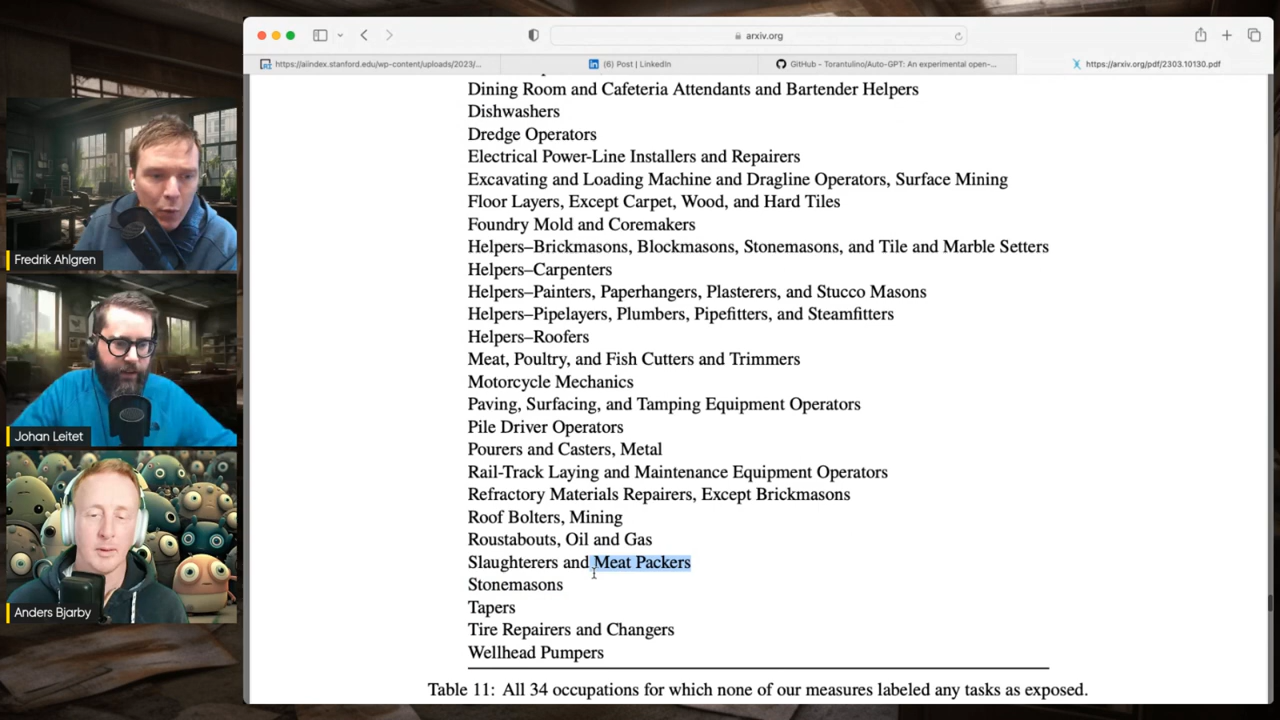 arxiv.org
https://aiindex.stanford.edu/wp-content/uploads/2023/...
(6) Post | LinkedIn
GitHub - Torantulino/Auto-GPT: An experimental open-...
https://arxiv.org/pdf/2303.10130.pdf
Dining Room and Cafeteria Attendants and Bartender Helpers
Dishwashers
Dredge Operators
Electrical Power-Line Installers and Repairers
Excavating and Loading Machine and Dragline Operators, Surface Mining
Floor Layers, Except Carpet, Wood, and Hard Tiles
Foundry Mold and Coremakers
Helpers–Brickmasons, Blockmasons, Stonemasons, and Tile and Marble Setters
Helpers–Carpenters
Helpers–Painters, Paperhangers, Plasterers, and Stucco Masons
Helpers–Pipelayers, Plumbers, Pipefitters, and Steamfitters
Helpers–Roofers
Meat, Poultry, and Fish Cutters and Trimmers
Motorcycle Mechanics
Paving, Surfacing, and Tamping Equipment Operators
Pile Driver Operators
Pourers and Casters, Metal
Rail-Track Laying and Maintenance Equipment Operators
Refractory Materials Repairers, Except Brickmasons
Roof Bolters, Mining
Roustabouts, Oil and Gas
Slaughterers and Meat Packers
Stonemasons
Tapers
Tire Repairers and Changers
Wellhead Pumpers
Table 11: All 34 occupations for which none of our measures labeled any tasks as exposed.
Fredrik Ahlgren
Johan Leitet
Anders Bjarby